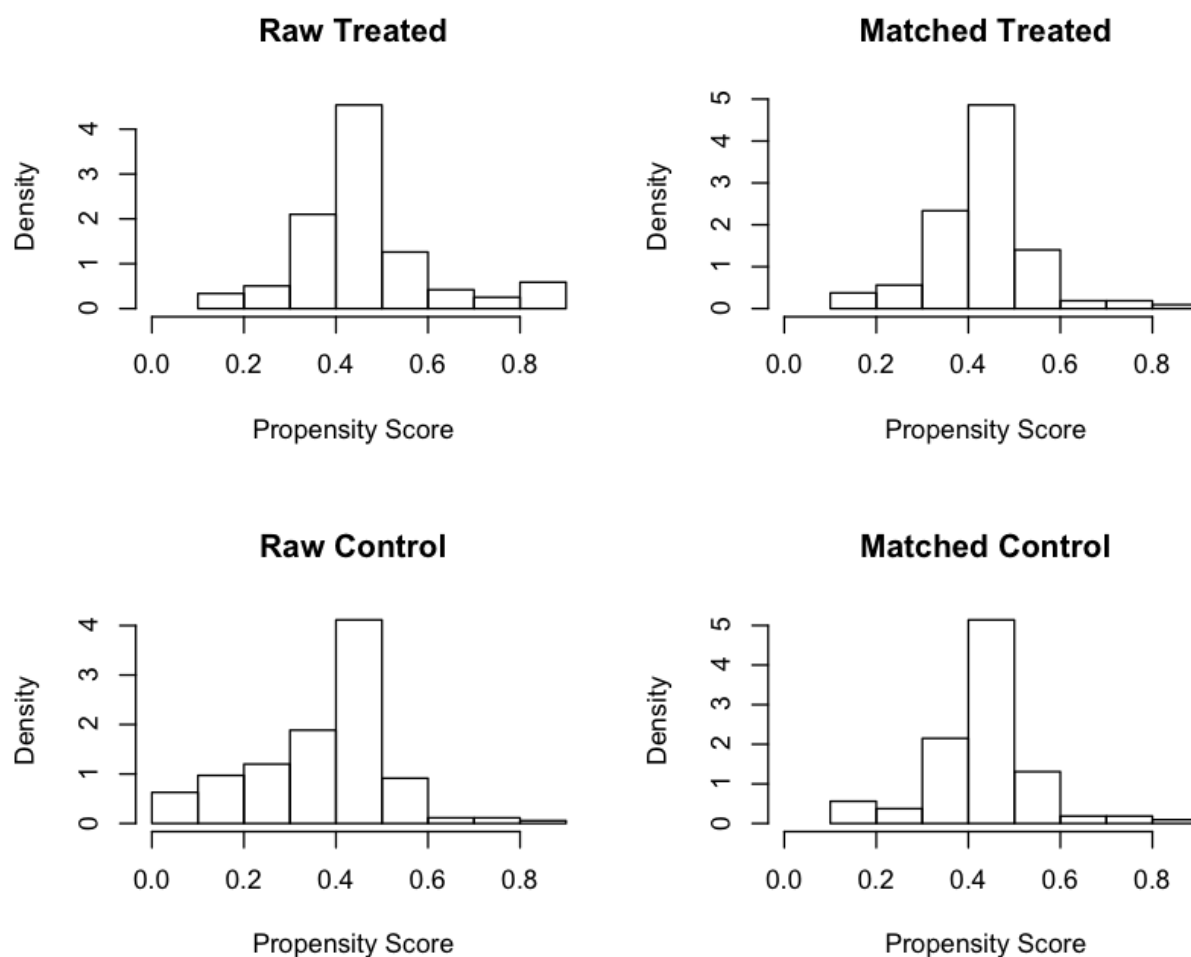 Raw Treated
Density
0 1 2 3 4
0.0 0.2 0.4 0.6 0.8
Propensity Score
Matched Treated
Density
0 1 2 3 4 5
0.0 0.2 0.4 0.6 0.8
Propensity Score
Raw Control
Density
0 1 2 3 4
0.0 0.2 0.4 0.6 0.8
Propensity Score
Matched Control
Density
0 1 2 3 4 5
0.0 0.2 0.4 0.6 0.8
Propensity Score